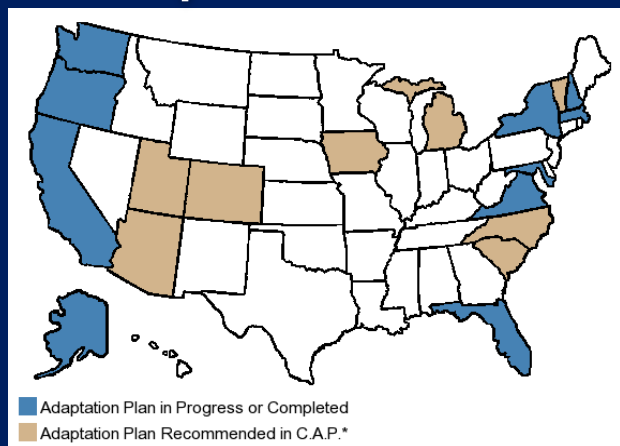 Adaptation Plan in Progress or Completed
Adaptation Plan Recommended in C.A.P.*